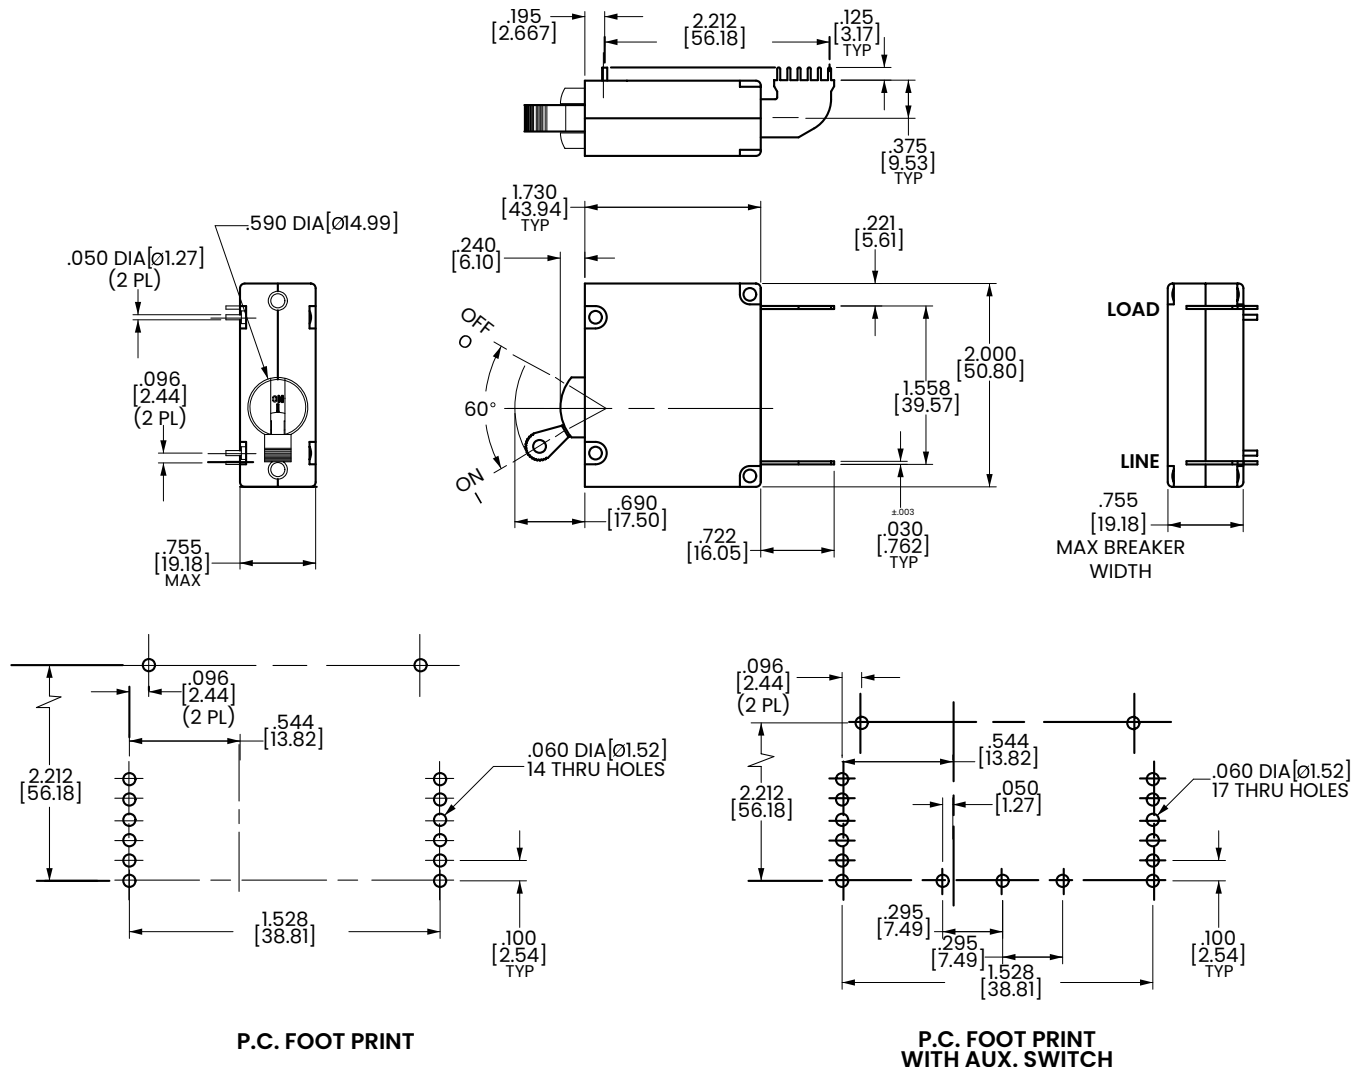 .195
[2.667]
2.212
[56.18]
.125
[3.17]
TYP
.375
[9.53]
TYP
1.730
[43.94]
TYP
.240
[6.10]
.221
[5.61]
.590 DIA[Ø14.99]
.050 DIA[Ø1.27]
(2 PL)
.096
[2.44]
(2 PL)
ON
I
.755
[19.18]
MAX
OFF
O
60°
ON
I
.690
[17.50]
.722
[16.05]
2.000
[50.80]
1.558
[39.57]
±.003
.030
[.762]
TYP
LOAD
LINE
.755
[19.18]
MAX BREAKER
WIDTH
.096
[2.44]
(2 PL)
.544
[13.82]
2.212
[56.18]
.060 DIA[Ø1.52]
14 THRU HOLES
1.528
[38.81]
.100
[2.54]
TYP
P.C. FOOT PRINT
.096
[2.44]
(2 PL)
.544
[13.82]
2.212
[56.18]
.050
[1.27]
.060 DIA[Ø1.52]
17 THRU HOLES
.295
[7.49]
.295
[7.49]
1.528
[38.81]
.100
[2.54]
TYP
P.C. FOOT PRINT
WITH AUX. SWITCH